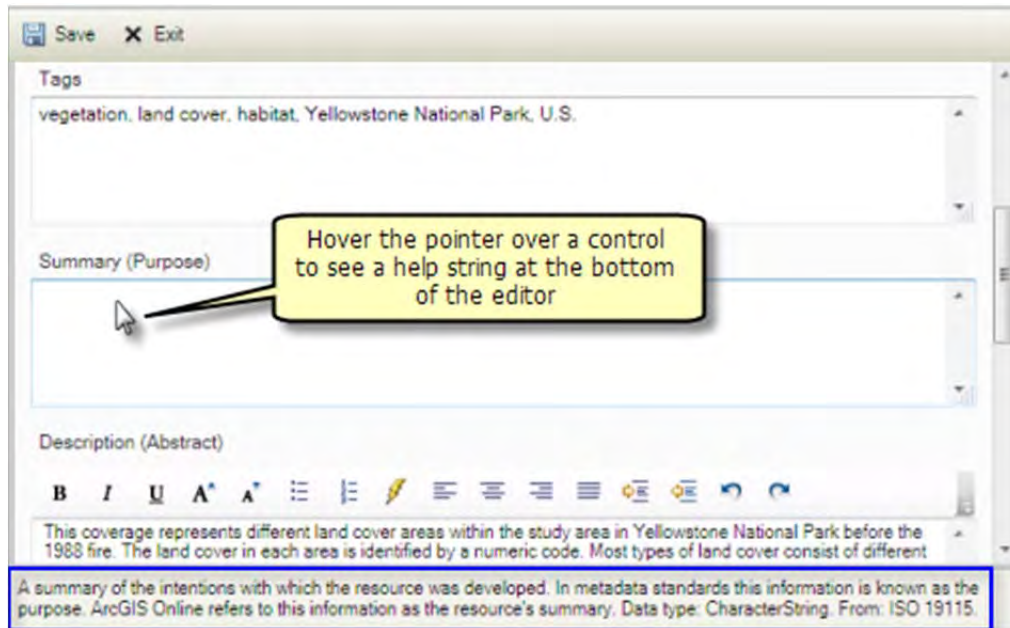 Save Exit
Tags
vegetation, land cover, habitat, Yellowstone National Park, U.S.
Hover the pointer over a control
to see a help string at the bottom
of the editor
Summary (Purpose)
Description (Abstract)
B I U A A
This coverage represents different land cover areas within the study area in Yellowstone National Park before the
1988 fire. The land cover in each area is identified by a numeric code. Most types of land cover consist of different
A summary of the intentions with which the resource was developed. In metadata standards this information is known as the
purpose. ArcGIS Online refers to this information as the resource's summary. Data type: CharacterString. From: ISO 19115.